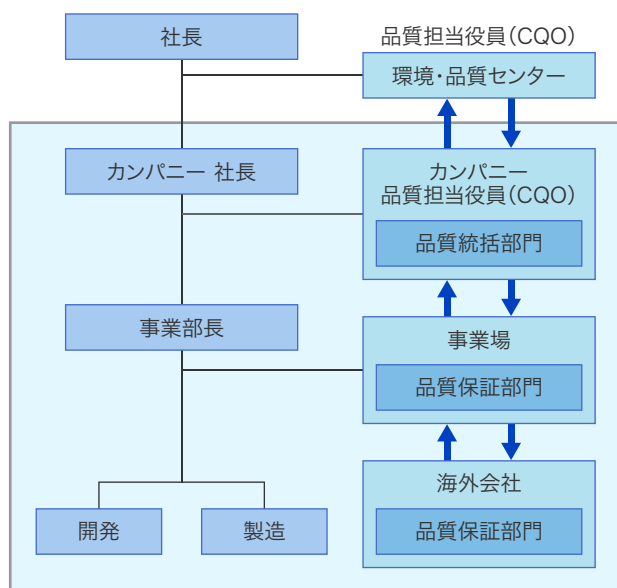 社長
品質担当役員(CQO)
環境・品質センター
カンパニー 社長
カンパニー
品質担当役員(CQO)
品質統括部門
事業部長
事業場
品質保証部門
海外会社
品質保証部門
開発
製造